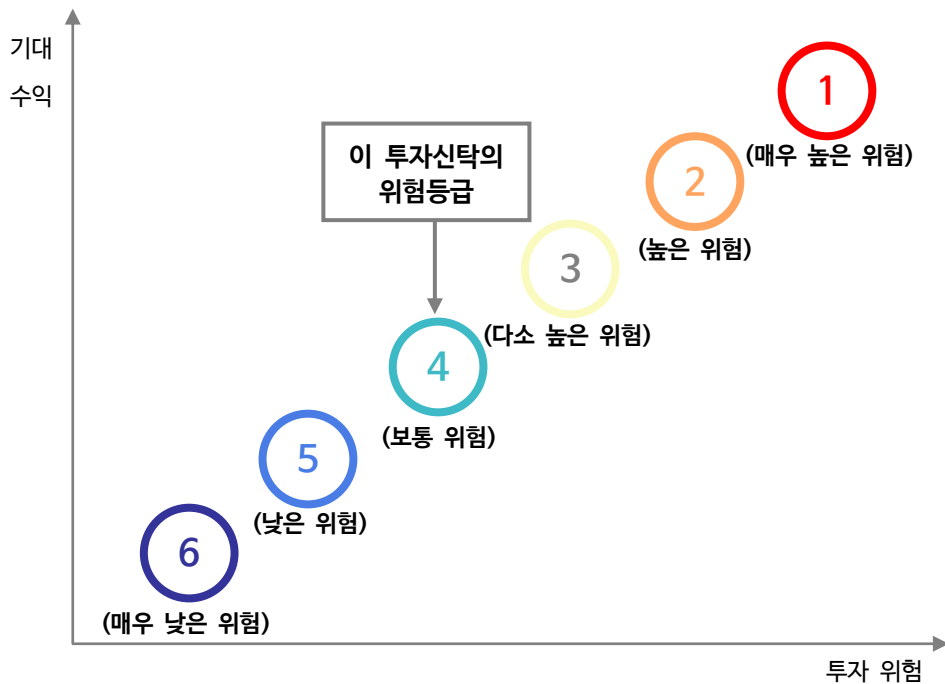 기대
수익
1
(매우 높은 위험)
이 투자신탁의
위험등급
2
(높은 위험)
3
(다소 높은 위험)
4
(보통 위험)
5
(낮은 위험)
6
(매우 낮은 위험)
투자 위험